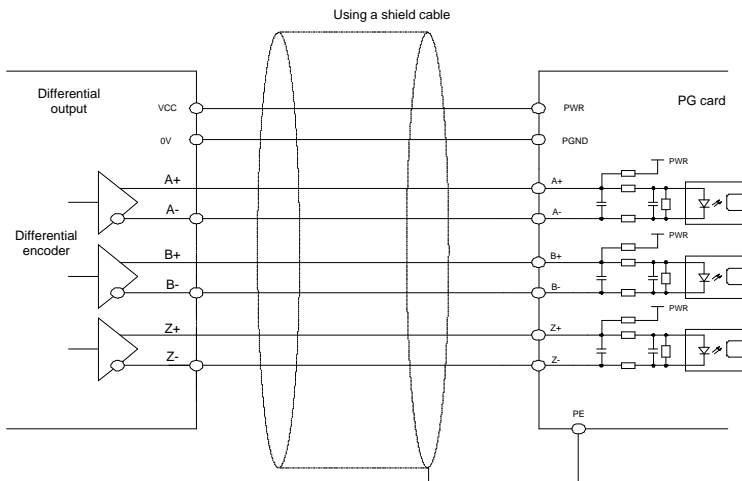 Using a shield cable
Differential
output
VCC
0V
A+
A-
Differential
encoder
B+
B-
Z+
Z-
PWR
PG card
PGND
PWR
A+
A-
PWR
B+
B-
PWR
Z+
Z-
PE